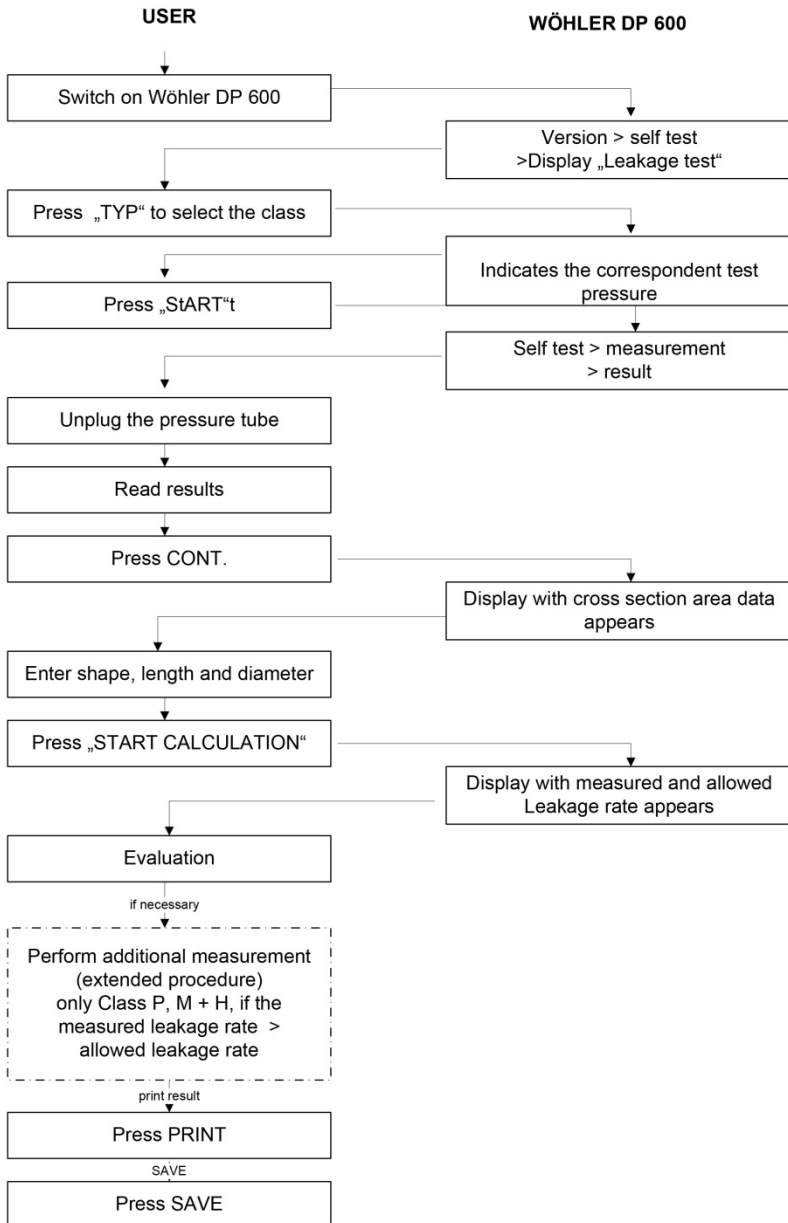 USER
WÖHLER DP 600
Switch on Wöhler DP 600
Version > self test
>Display „Leakage test“
Press „TYP“ to select the class
Indicates the correspondent test
pressure
Press „StART“t
Self test > measurement
> result
Unplug the pressure tube
Read results
Press CONT.
Display with cross section area data
appears
Enter shape, length and diameter
Press „START CALCULATION“
Display with measured and allowed
Leakage rate appears
Evaluation
if necessary
Perform additional measurement
(extended procedure)
only Class P, M + H, if the
measured leakage rate >
allowed leakage rate
print result
Press PRINT
SAVE
Press SAVE